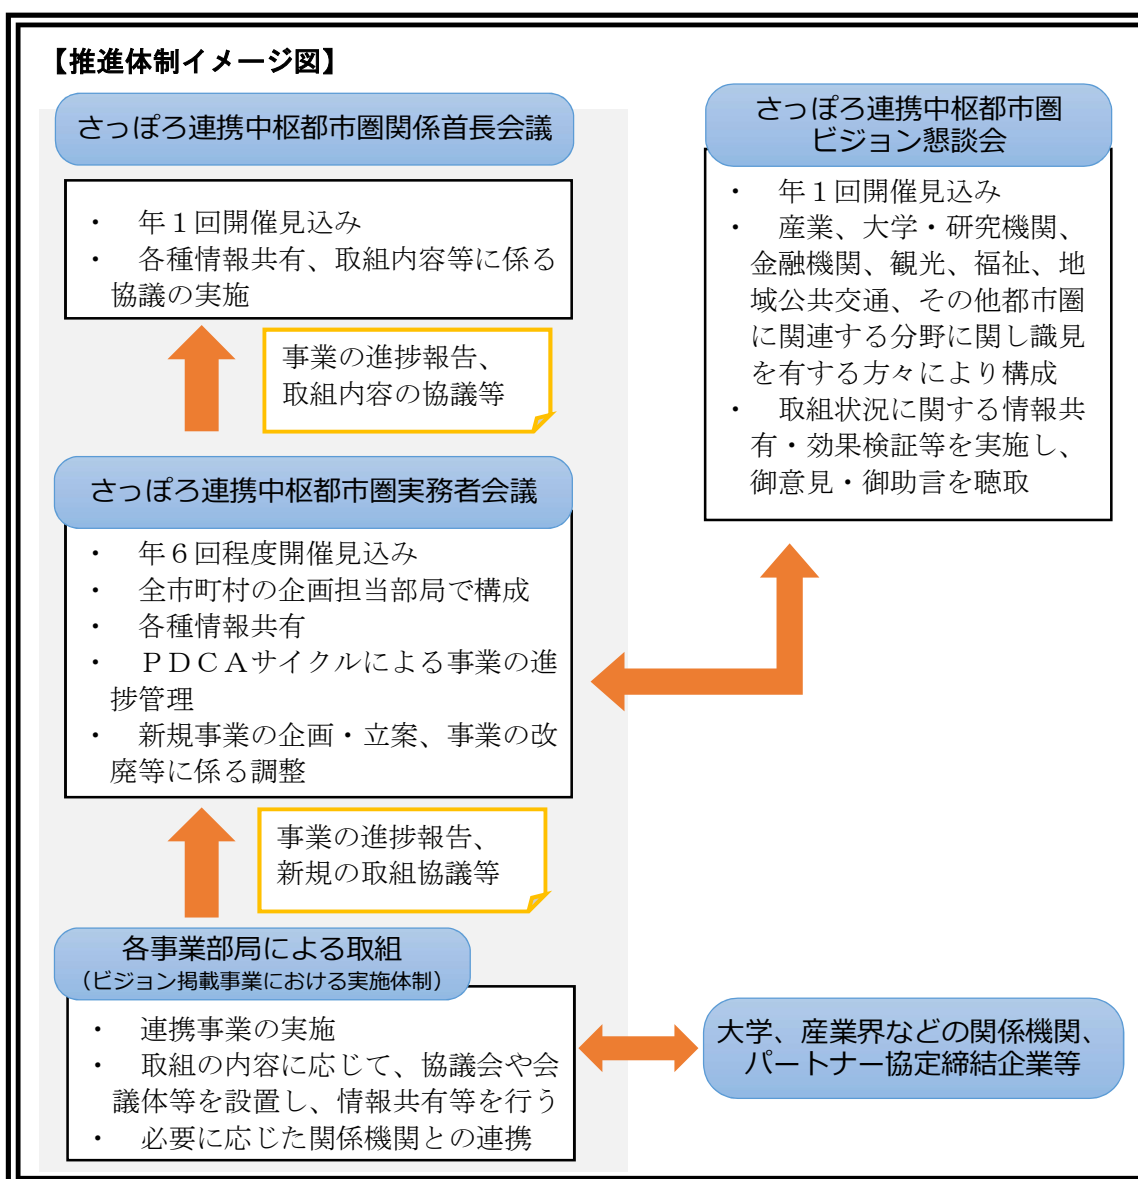 【推進体制イメージ図】
さっぽろ連携中枢都市圏関係首長会議
・　年１回開催見込み
・　各種情報共有、取組内容等に係る
協議の実施
事業の進捗報告、
取組内容の協議等
さっぽろ連携中枢都市圏実務者会議
・　年６回程度開催見込み
・　全市町村の企画担当部局で構成
・　各種情報共有
・　ＰＤＣＡサイクルによる事業の進
捗管理
・　新規事業の企画・立案、事業の改
廃等に係る調整
事業の進捗報告、
新規の取組協議等
各事業部局による取組
（ビジョン掲載事業における実施体制）
・　連携事業の実施
・　取組の内容に応じて、協議会や会
議体等を設置し、情報共有等を行う
・　必要に応じた関係機関との連携
さっぽろ連携中枢都市圏
ビジョン懇談会
・　年１回開催見込み
・　産業、大学・研究機関、
金融機関、観光、福祉、地
域公共交通、その他都市圏
に関連する分野に関し識見
を有する方々により構成
・　取組状況に関する情報共
有・効果検証等を実施し、
御意見・御助言を聴取
大学、産業界などの関係機関、
パートナー協定締結企業等